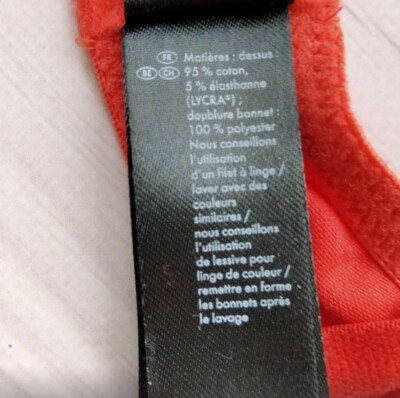 FR Matières : dessus :
BE CH 95 % coton,
5 % élasthanne
(LYCRA®) ;
doublure bonnet :
100 % polyester
Nous conseillons
l'utilisation
d'un filet à linge /
laver avec des
couleurs
similaires /
nous conseillons
l'utilisation
de lessive pour
linge de couleur /
remettre en forme
les bonnets après
le lavage